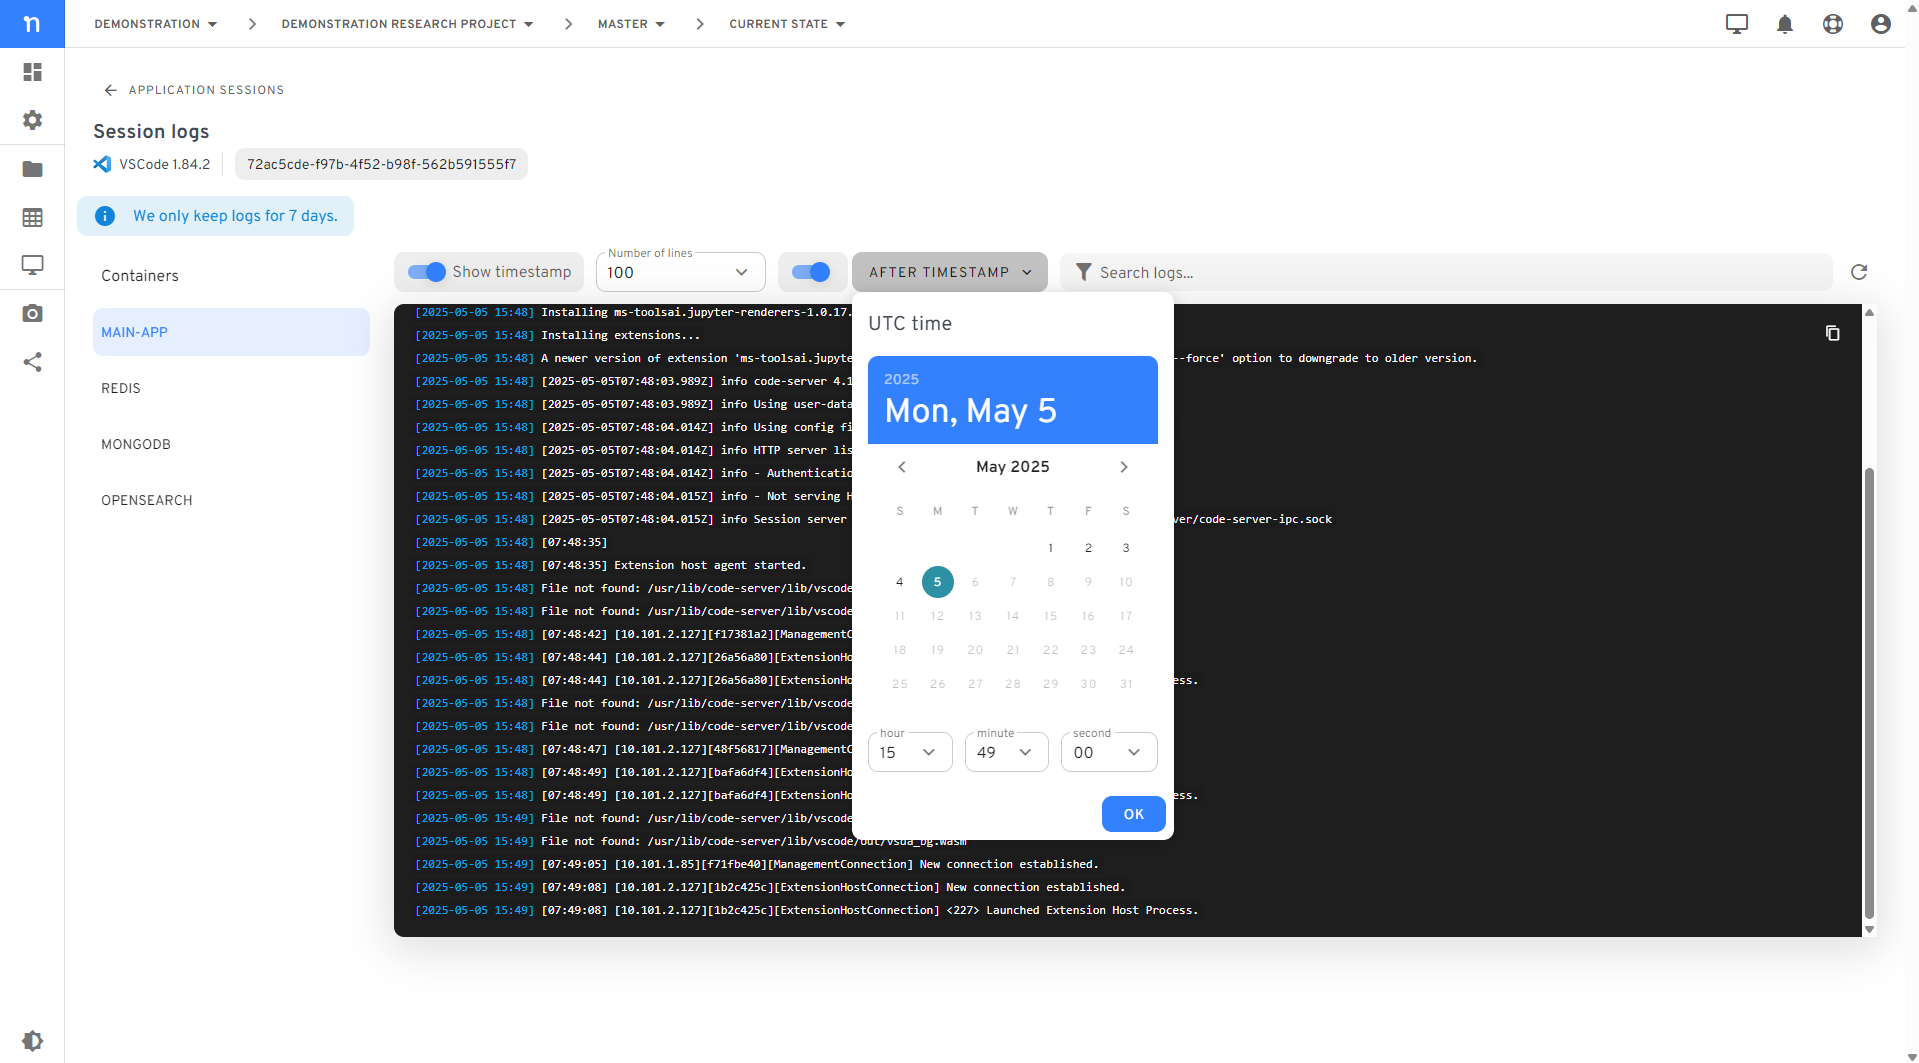 n DEMONSTRATION DEMONSTRATION RESEARCH PROJECT MASTER CURRENT STATE
APPLICATION SESSIONS
Session logs
VSCode 1.84.2 72ac5cde-f97b-4f52-b98f-562b591555f7
We only keep logs for 7 days.
Containers
MAIN-APP
REDIS
MONGODB
OPENSEARCH
Show timestamp
Number of lines
100
AFTER TIMESTAMP
Search logs...
[2025-05-05 15:48] Installing ms-toolsai.jupyter-renderers-1.0.17.
[2025-05-05 15:48] Installing extensions...
[2025-05-05 15:48] A newer version of extension 'ms-toolsai.jupyte --force' option to downgrade to older version.
[2025-05-05 15:48] [2025-05-05T07:48:03.989Z] info code-server 4.1
[2025-05-05 15:48] [2025-05-05T07:48:03.989Z] info Using user-data
[2025-05-05 15:48] [2025-05-05T07:48:04.014Z] info Using config fi
[2025-05-05 15:48] [2025-05-05T07:48:04.014Z] info HTTP server lis
[2025-05-05 15:48] [2025-05-05T07:48:04.014Z] info - Authenticatio
[2025-05-05 15:48] [2025-05-05T07:48:04.015Z] info - Not serving H
[2025-05-05 15:48] [2025-05-05T07:48:04.015Z] info Session server ver/code-server-ipc.sock
[2025-05-05 15:48] [07:48:35]
[2025-05-05 15:48] [07:48:35] Extension host agent started.
[2025-05-05 15:48] File not found: /usr/lib/code-server/lib/vscode
[2025-05-05 15:48] File not found: /usr/lib/code-server/lib/vscode
[2025-05-05 15:48] [07:48:42] [10.101.2.127][f17381a2][ManagementC
[2025-05-05 15:48] [07:48:44] [10.101.2.127][26a56a80][ExtensionHo
[2025-05-05 15:48] [07:48:44] [10.101.2.127][26a56a80][ExtensionHo ess.
[2025-05-05 15:48] File not found: /usr/lib/code-server/lib/vscode
[2025-05-05 15:48] File not found: /usr/lib/code-server/lib/vscode
[2025-05-05 15:48] [07:48:47] [10.101.2.127][48f56817][ManagementC
[2025-05-05 15:48] [07:48:49] [10.101.2.127][bafa6df4][ExtensionHo
[2025-05-05 15:48] [07:48:49] [10.101.2.127][bafa6df4][ExtensionHo ess.
[2025-05-05 15:49] File not found: /usr/lib/code-server/lib/vscode
[2025-05-05 15:49] File not found: /usr/lib/code-server/lib/vscode/out/vsda_bg.wasm
[2025-05-05 15:49] [07:49:05] [10.101.1.85][f71fbe40][ManagementConnection] New connection established.
[2025-05-05 15:49] [07:49:08] [10.101.2.127][1b2c425c][ExtensionHostConnection] New connection established.
[2025-05-05 15:49] [07:49:08] [10.101.2.127][1b2c425c][ExtensionHostConnection] <227> Launched Extension Host Process.
UTC time
2025
Mon, May 5
May 2025
S M T W T F S
1 2 3
4 5 6 7 8 9 10
11 12 13 14 15 16 17
18 19 20 21 22 23 24
25 26 27 28 29 30 31
hour minute second
15 49 00
OK